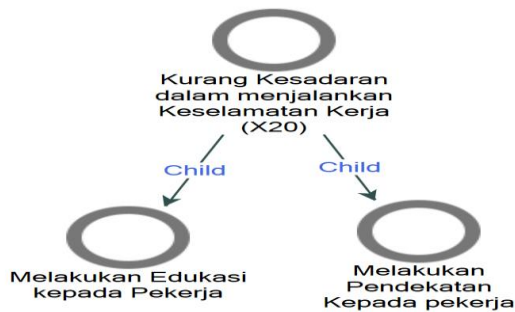 Kurang Kesadaran
dalam menjalankan
Keselamatan Kerja
(X20)
Child
Child
Melakukan Edukasi
kepada Pekerja
Melakukan
Pendekatan
Kepada pekerja